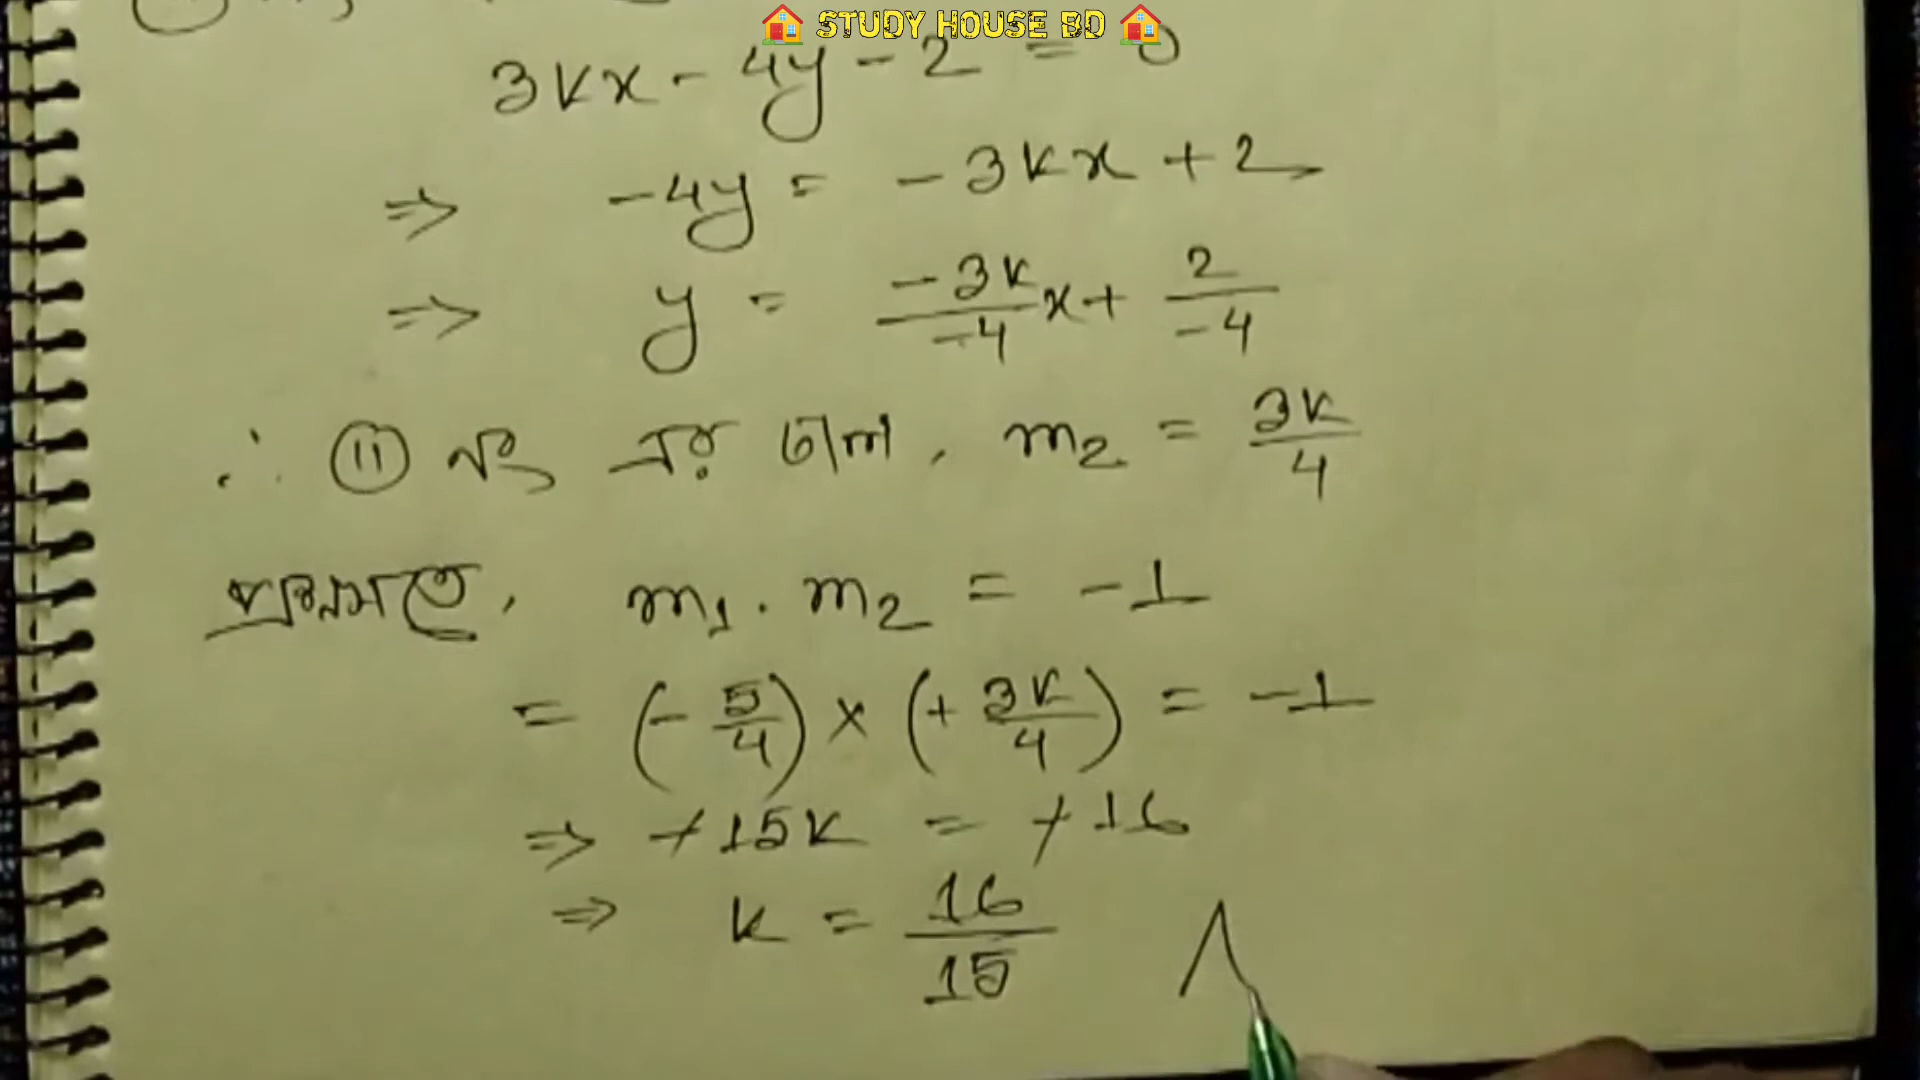 🏠 STUDY HOUSE BD 🏠
3kx - 4y - 2 = 0
⇒ -4y = -3kx + 2
⇒ y = -3k/-4 x + 2/-4
∴ (ii) নং এর ঢাল, m₂ = 3k/4
প্রশ্নমতে, m₁ . m₂ = -1
= (- 5/4) × (+ 3k/4) = -1
⇒ +15k = +16
⇒ k = 16/15